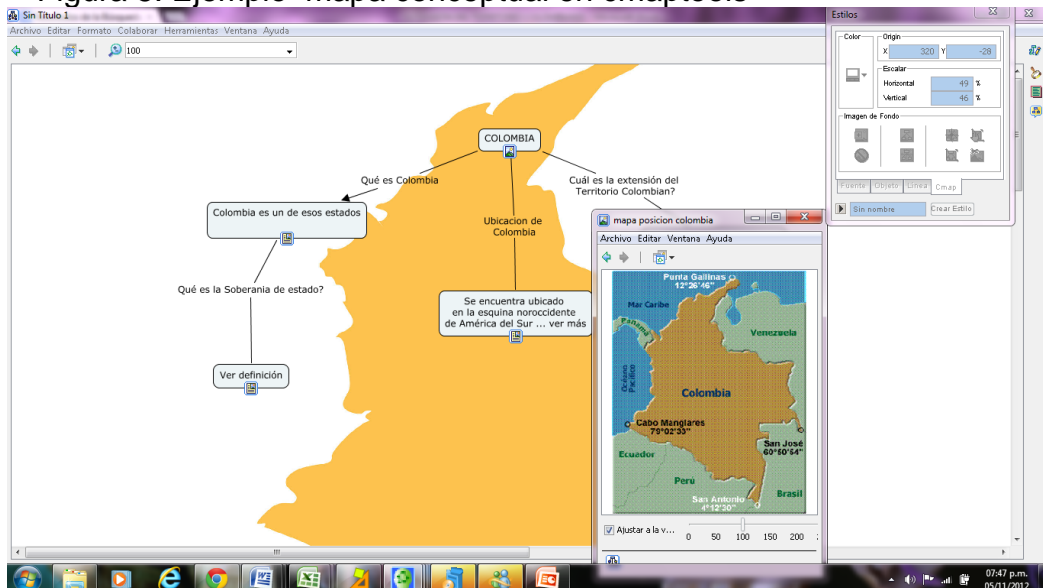 Sin Titulo 1
Archivo Editar Formato Colaborar Herramientas Ventana Ayuda
100
COLOMBIA
Qué es Colombia
Cuál es la extensión del
Territorio Colombian?
Colombia es un de esos estados
Ubicacion de
Colombia
Qué es la Soberania de estado?
Se encuentra ubicado
en la esquina noroccidente
de América del Sur ... ver más
Ver definición
Estilos
Color
Origin
X 320 Y -28
Escalar
Horizontal 49 %
Vertical 46 %
Imagen de Fondo
Fuente Objeto Línea Cmap
Sin nombre Crear Estilo
mapa posicion colombia
Archivo Editar Ventana Ayuda
Punta Gallinas
12°26'46"
Mar Caribe
Panamá
Venezuela
Océano
Pacífico
Colombia
Cabo Manglares
79°02'33"
San José
60°50'54"
Ecuador
Perú
Brasil
San Antonio
4°12'30"
Ajustar a la v...
0 50 100 150 200
07:47 p.m.
05/11/2012